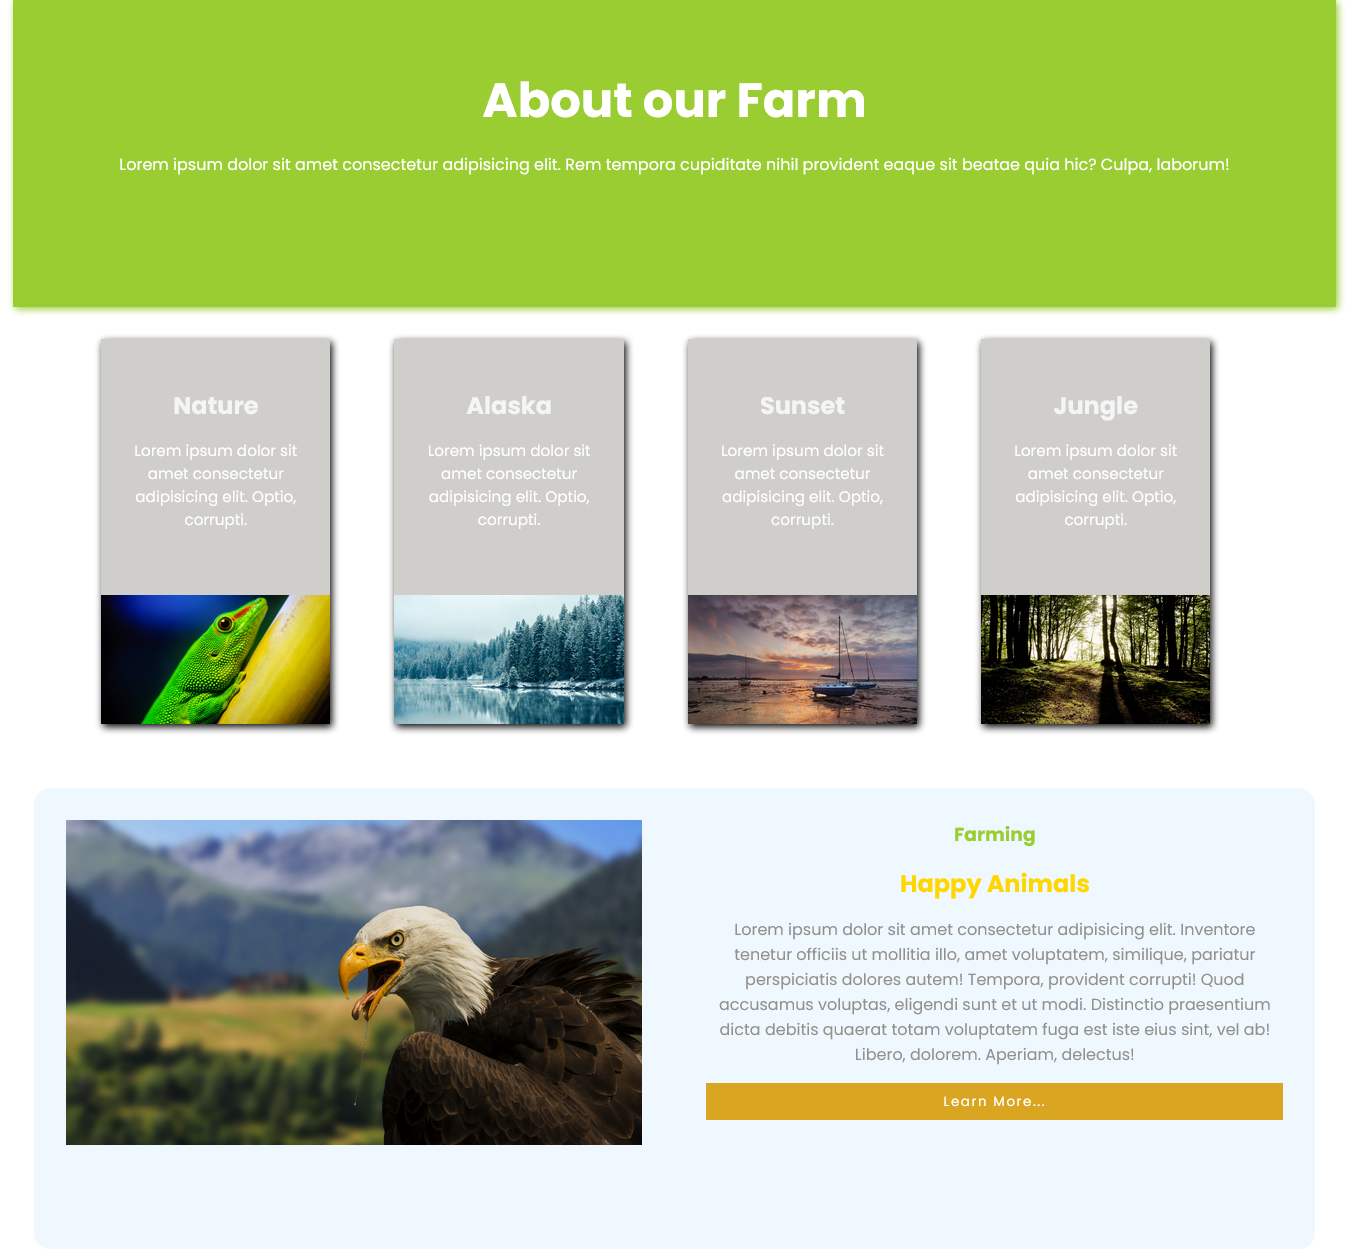 About our Farm
Lorem ipsum dolor sit amet consectetur adipisicing elit. Rem tempora cupiditate nihil provident eaque sit beatae quia hic? Culpa, laborum!
Nature
Lorem ipsum dolor sit
amet consectetur
adipisicing elit. Optio,
corrupti.
Alaska
Lorem ipsum dolor sit
amet consectetur
adipisicing elit. Optio,
corrupti.
Sunset
Lorem ipsum dolor sit
amet consectetur
adipisicing elit. Optio,
corrupti.
Jungle
Lorem ipsum dolor sit
amet consectetur
adipisicing elit. Optio,
corrupti.
Farming
Happy Animals
Lorem ipsum dolor sit amet consectetur adipisicing elit. Inventore
tenetur officiis ut mollitia illo, amet voluptatem, similique, pariatur
perspiciatis dolores autem! Tempora, provident corrupti! Quod
accusamus voluptas, eligendi sunt et ut modi. Distinctio praesentium
dicta debitis quaerat totam voluptatem fuga est iste eius sint, vel ab!
Libero, dolorem. Aperiam, delectus!
Learn More...